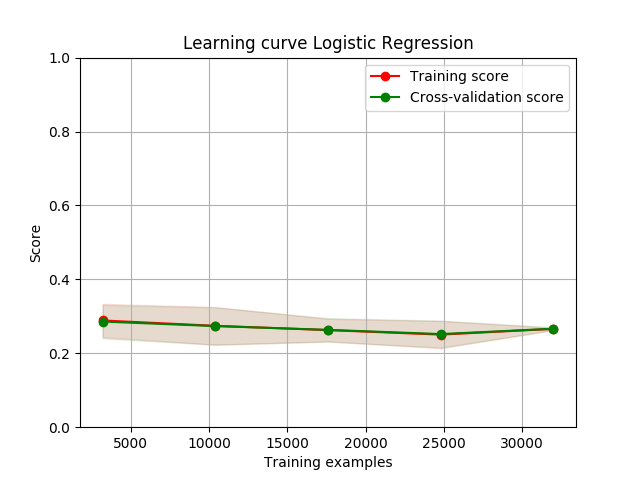 Learning curve Logistic Regression
Training score
Cross-validation score
1.0
0.8
0.6
0.4
0.2
0.0
Score
5000 10000 15000 20000 25000 30000
Training examples